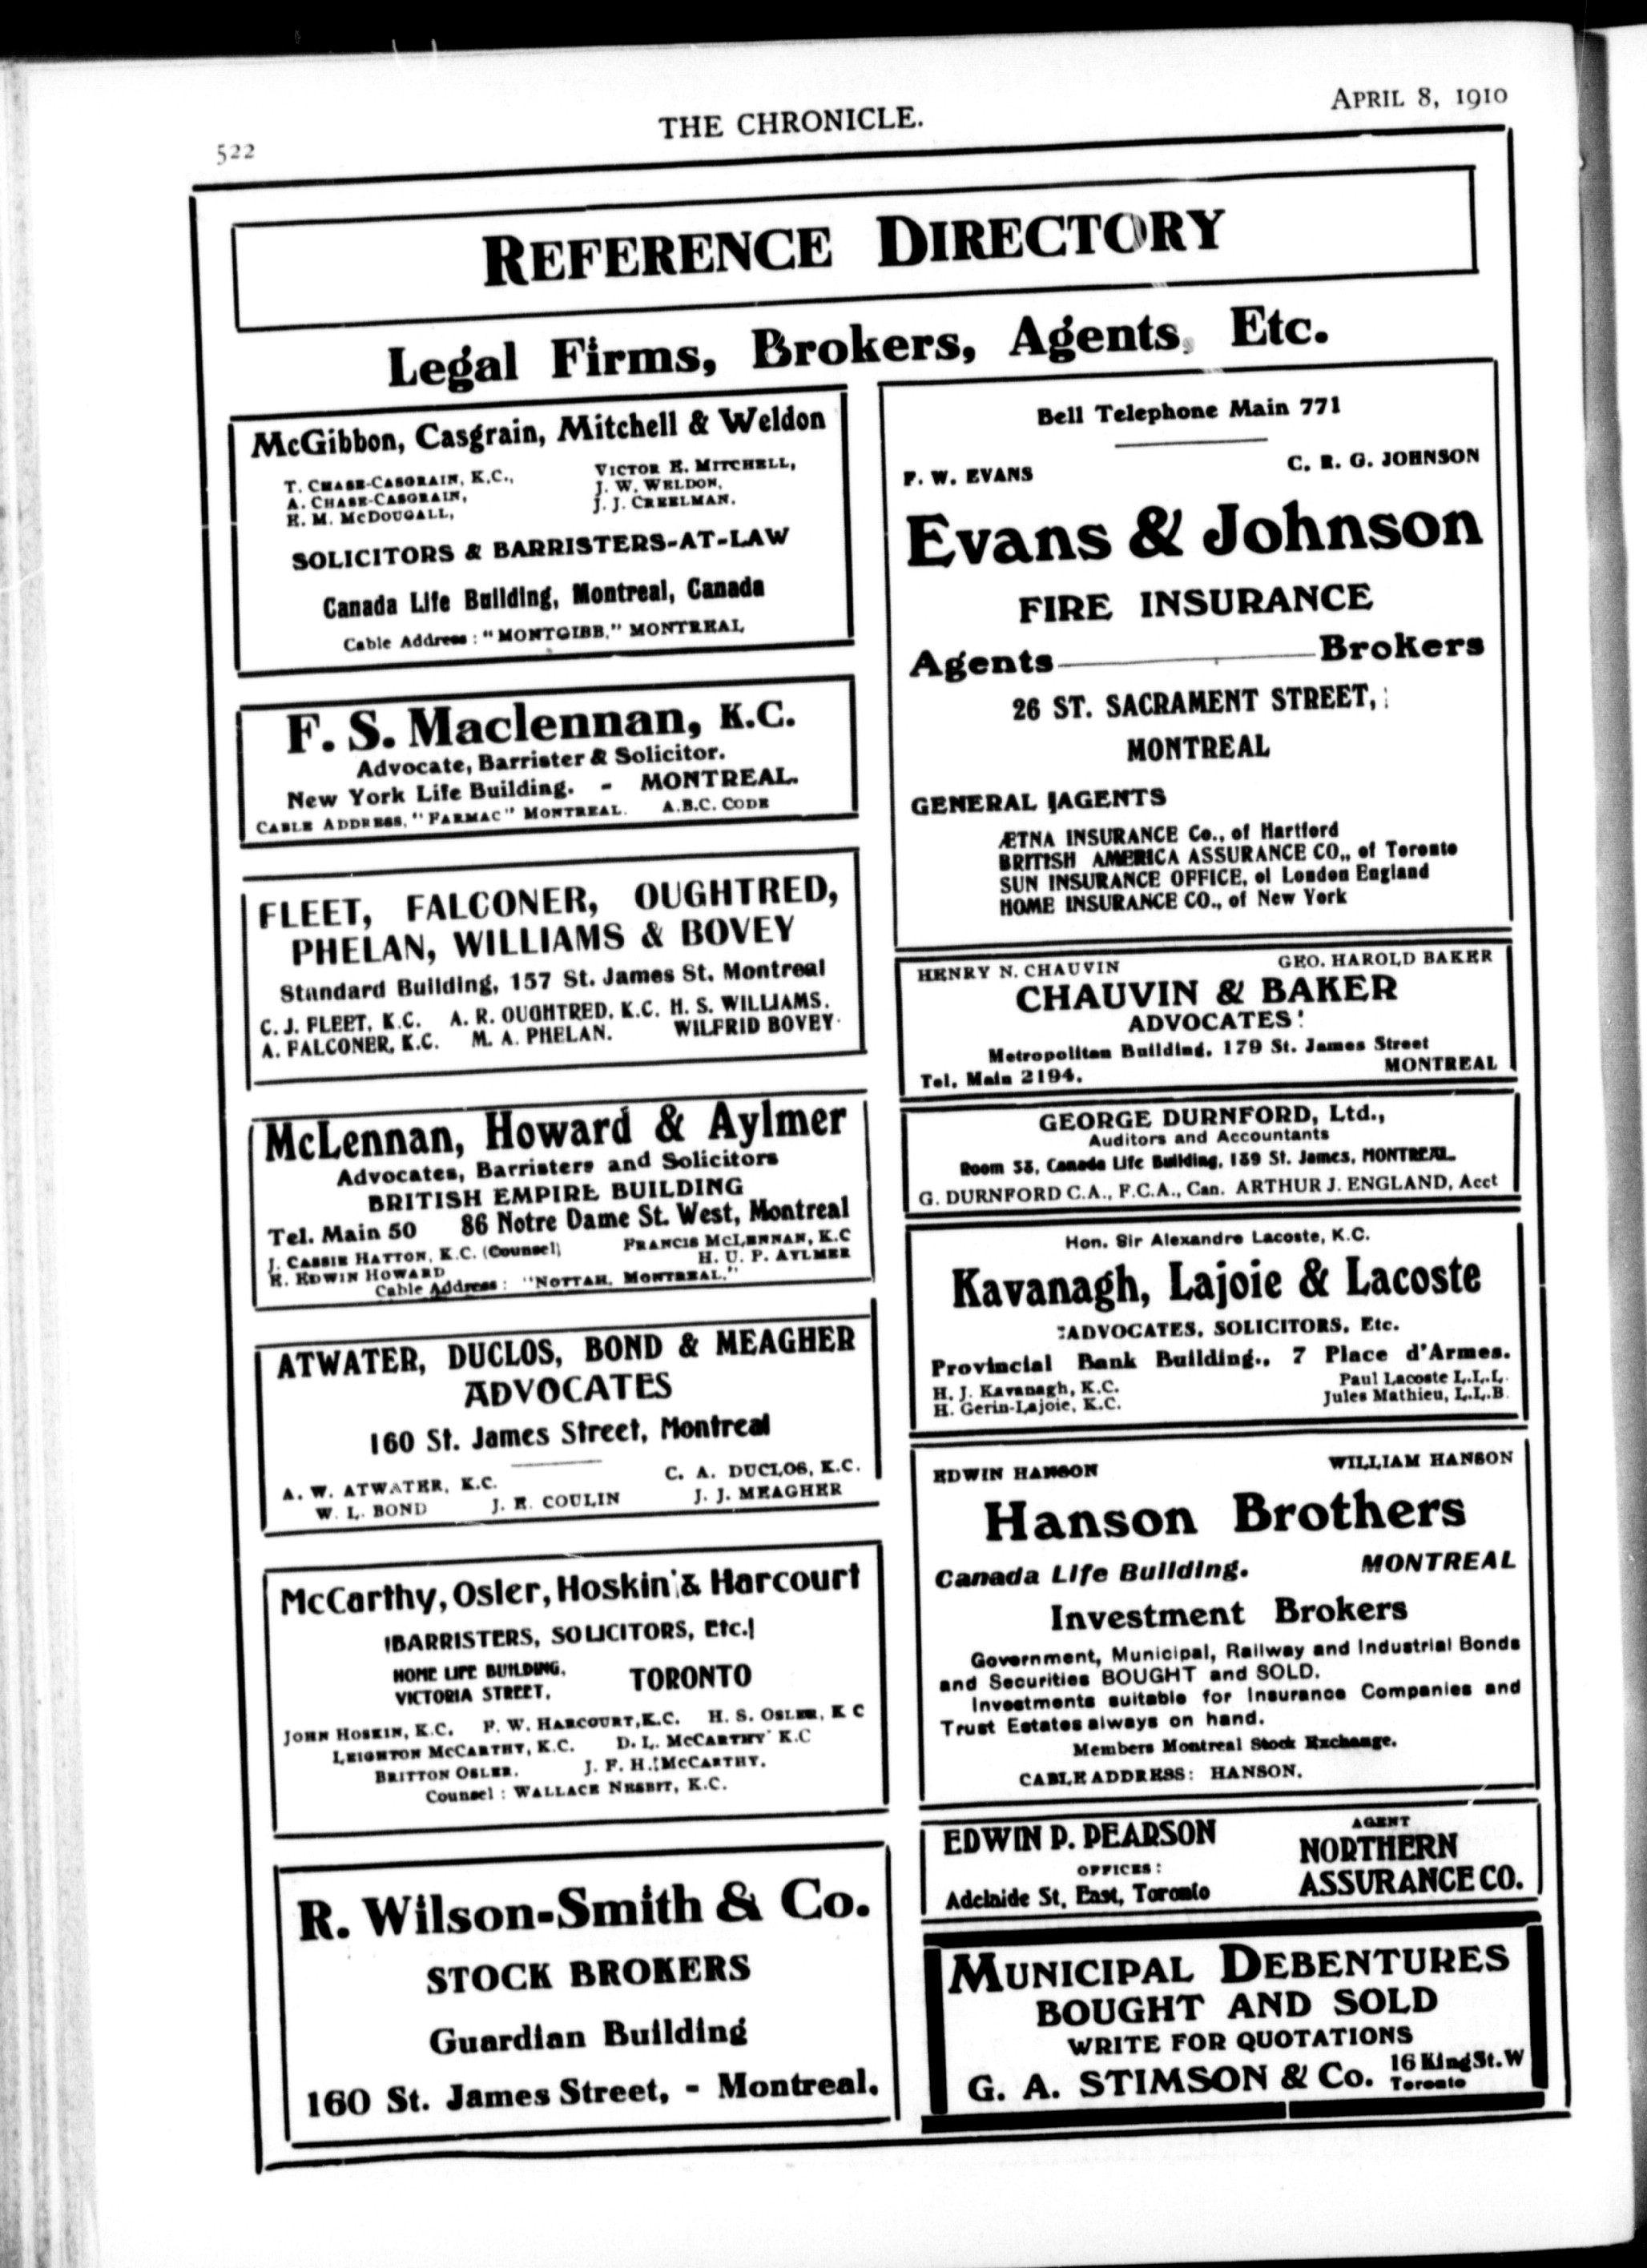 522
THE CHRONICLE.
APRIL 8, 1910
REFERENCE DIRECTORY
Legal Firms, Brokers, Agents, Etc.
McGibbon, Casgrain, Mitchell & Weldon
T. CHASE-CASGRAIN, K.C., VICTOR E. MITCHELL,
A. CHASE-CASGRAIN, J. W. WELDON,
E. M. McDOUGALL, J. J. CREELMAN.
SOLICITORS & BARRISTERS-AT-LAW
Canada Life Building, Montreal, Canada
Cable Address : "MONTGIBB," MONTREAL
F. S. Maclennan, K.C.
Advocate, Barrister & Solicitor.
New York Life Building. - MONTREAL.
CABLE ADDRESS, "FARMAC" MONTREAL. A.B.C. CODE
FLEET, FALCONER, OUGHTRED,
PHELAN, WILLIAMS & BOVEY
Standard Building, 157 St. James St. Montreal
C. J. FLEET, K.C. A. R. OUGHTRED, K.C. H. S. WILLIAMS.
A. FALCONER, K.C. M. A. PHELAN. WILFRID BOVEY
McLennan, Howard & Aylmer
Advocates, Barristers and Solicitors
BRITISH EMPIRE BUILDING
Tel. Main 50 86 Notre Dame St. West, Montreal
J. CASSIE HATTON, K.C. (Counsel) FRANCIS McLENNAN, K.C
R. EDWIN HOWARD H. U. P. AYLMER
Cable Address : "NOTTAH, MONTREAL."
ATWATER, DUCLOS, BOND & MEAGHER
ADVOCATES
160 St. James Street, Montreal
A. W. ATWATER, K.C. C. A. DUCLOS, K.C.
W. L. BOND J. E. COULIN J. J. MEAGHER
McCarthy, Osler, Hoskin & Harcourt
BARRISTERS, SOLICITORS, Etc.
HOME LIFE BUILDING,
VICTORIA STREET, TORONTO
JOHN HOSKIN, K.C. F. W. HARCOURT, K.C. H. S. OSLER, K C
LEIGHTON McCARTHY, K.C. D. L. McCARTHY K.C
BRITTON OSLER. J. F. H. McCARTHY.
Counsel : WALLACE NESBIT, K.C.
R. Wilson-Smith & Co.
STOCK BROKERS
Guardian Building
160 St. James Street, - Montreal.
Bell Telephone Main 771
F. W. EVANS C. R. G. JOHNSON
Evans & Johnson
FIRE INSURANCE
Agents Brokers
26 ST. SACRAMENT STREET,
MONTREAL
GENERAL AGENTS
ÆTNA INSURANCE Co., of Hartford
BRITISH AMERICA ASSURANCE CO., of Toronto
SUN INSURANCE OFFICE, of London England
HOME INSURANCE CO., of New York
HENRY N. CHAUVIN GEO. HAROLD BAKER
CHAUVIN & BAKER
ADVOCATES
Metropolitan Building, 179 St. James Street
Tel. Main 2194. MONTREAL
GEORGE DURNFORD, Ltd.,
Auditors and Accountants
Room 58, Canada Life Building, 189 St. James, MONTREAL.
G. DURNFORD C.A., F.C.A., Can. ARTHUR J. ENGLAND, Acct
Hon. Sir Alexandre Lacoste, K.C.
Kavanagh, Lajoie & Lacoste
ADVOCATES, SOLICITORS, Etc.
Provincial Bank Building., 7 Place d'Armes.
H. J. Kavanagh, K.C. Paul Lacoste L.L.L.
H. Gerin-Lajoie, K.C. Jules Mathieu, L.L.B.
EDWIN HANSON WILLIAM HANSON
Hanson Brothers
Canada Life Building. MONTREAL
Investment Brokers
Government, Municipal, Railway and Industrial Bonds
and Securities BOUGHT and SOLD.
Investments suitable for Insurance Companies and
Trust Estates always on hand.
Members Montreal Stock Exchange.
CABLE ADDRESS: HANSON.
EDWIN P. PEARSON
OFFICES :
Adelaide St, East, Toronto
AGENT
NORTHERN
ASSURANCE CO.
MUNICIPAL DEBENTURES
BOUGHT AND SOLD
WRITE FOR QUOTATIONS
G. A. STIMSON & Co. 16 King St. W
Toronto